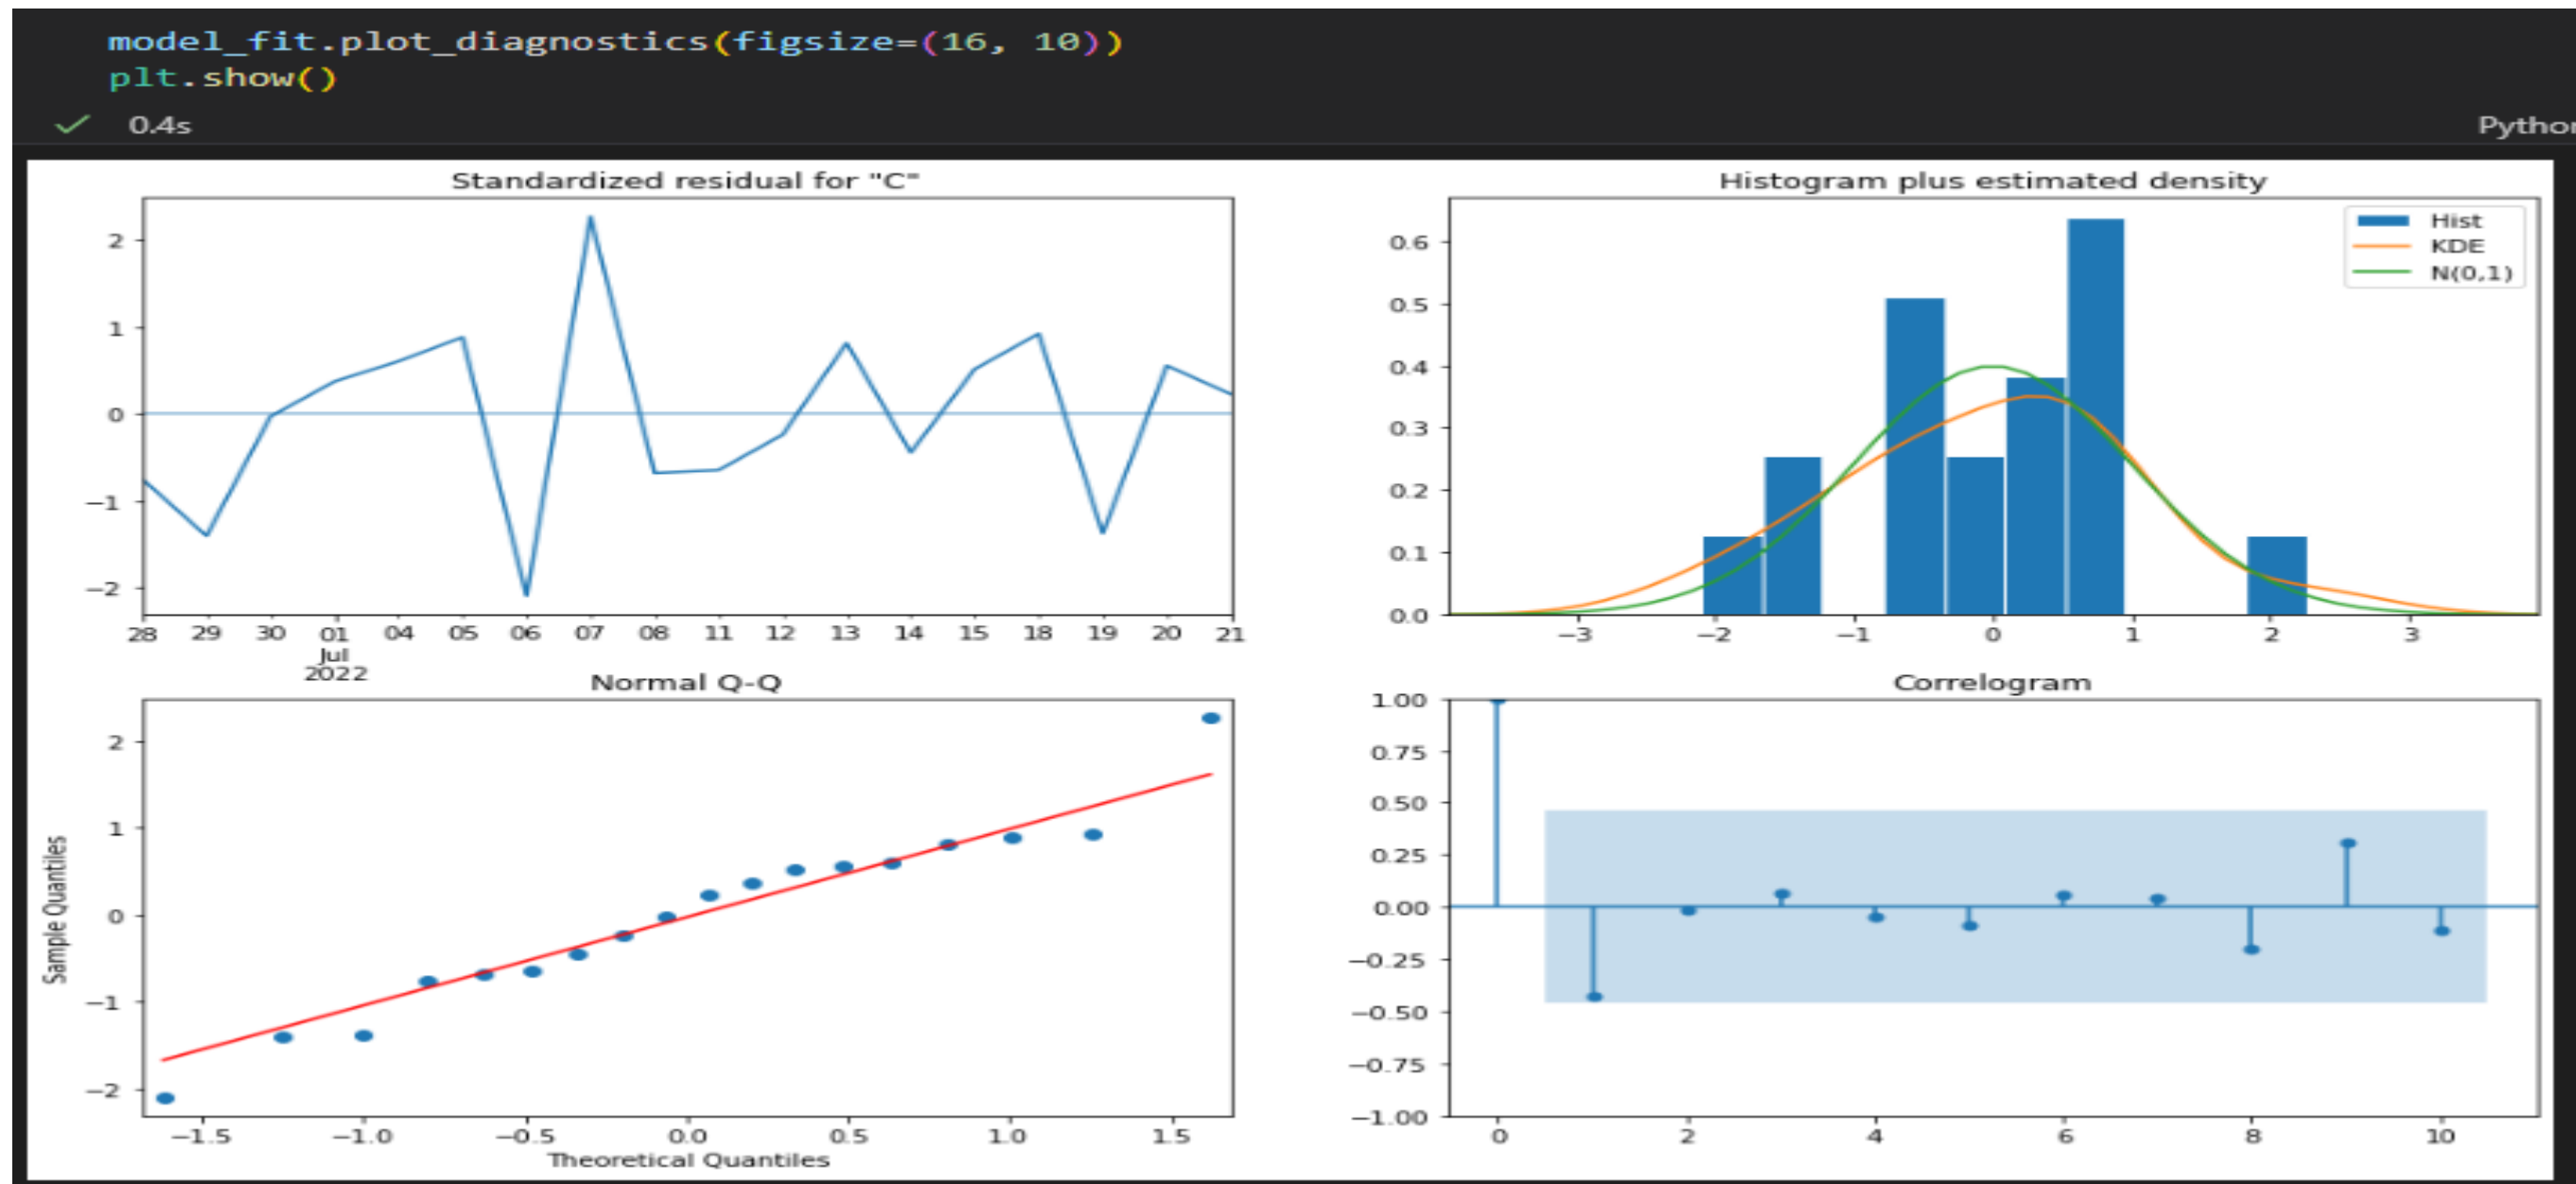 model_fit.plot_diagnostics(figsize=(16, 10))
plt.show()
0.4s
Python
Standardized residual for "C"
2
1
0
−1
−2
28 29 30 01 04 05 06 07 08 11 12 13 14 15 18 19 20 21
Jul
2022
Histogram plus estimated density
Hist
KDE
N(0,1)
0.6
0.5
0.4
0.3
0.2
0.1
0.0
−3 −2 −1 0 1 2 3
Normal Q-Q
Sample Quantiles
2
1
0
−1
−2
−1.5 −1.0 −0.5 0.0 0.5 1.0 1.5
Theoretical Quantiles
Correlogram
1.00
0.75
0.50
0.25
0.00
−0.25
−0.50
−0.75
−1.00
0 2 4 6 8 10